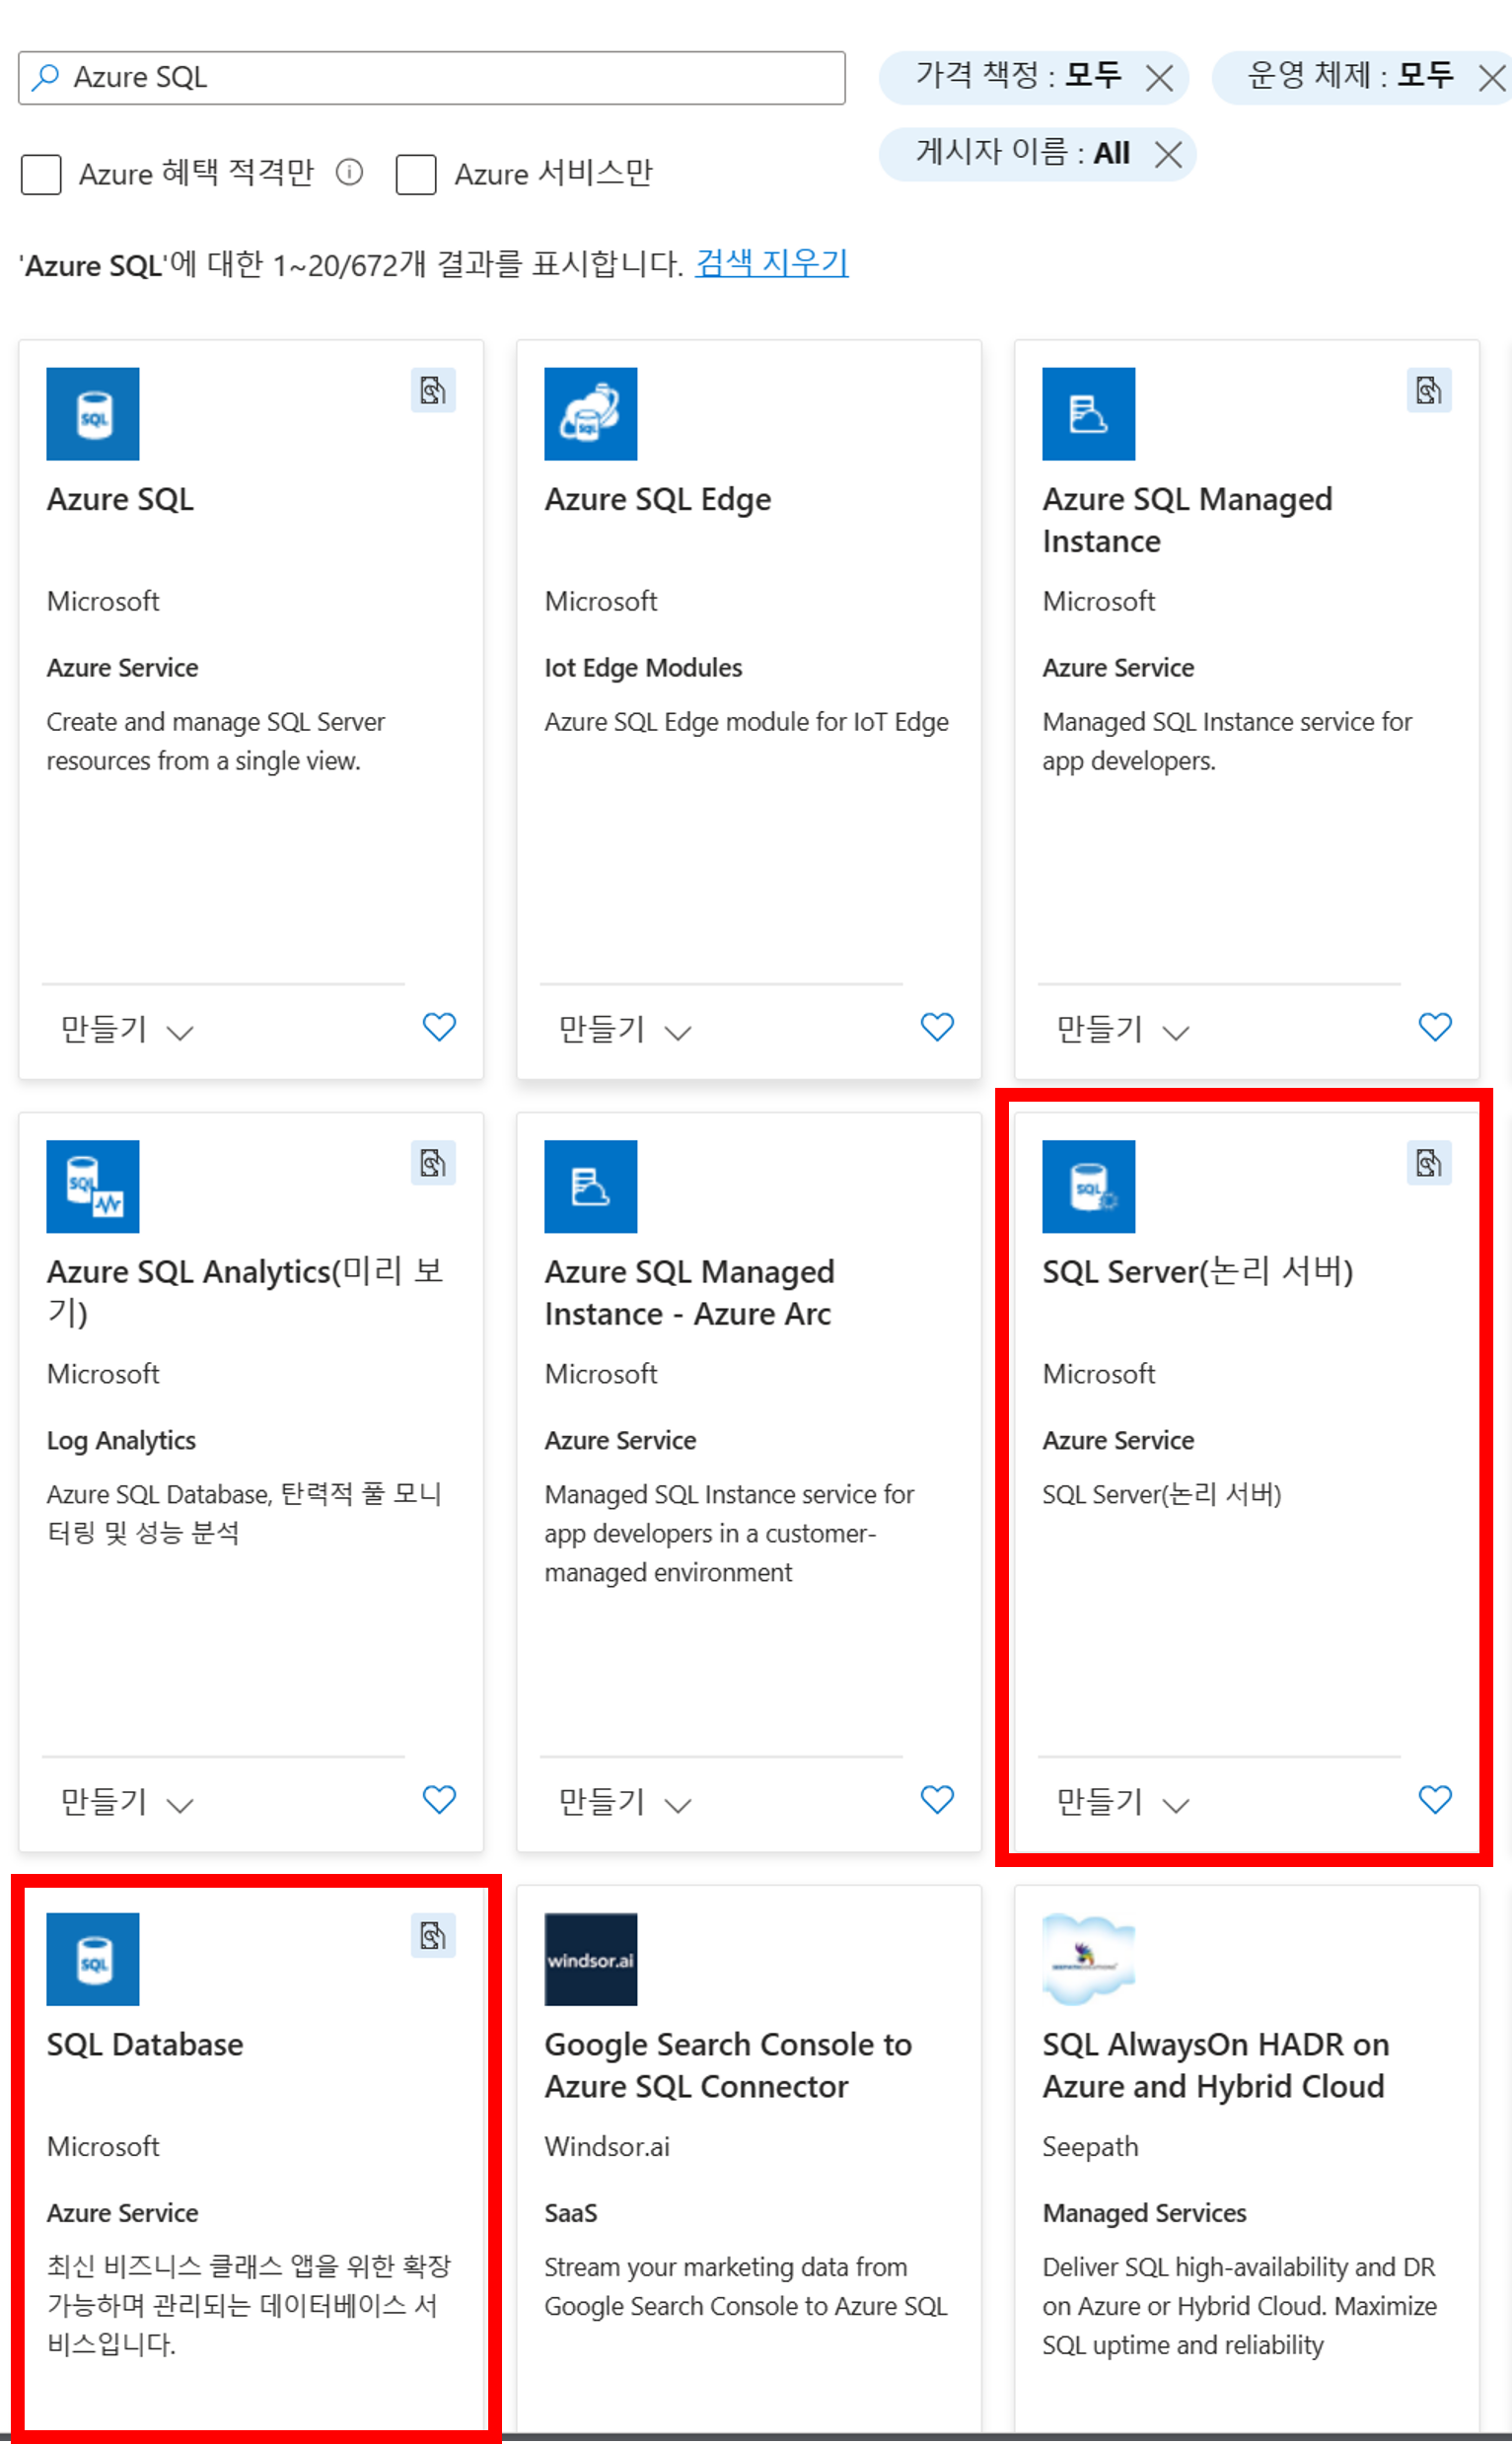 Azure SQL
가격 책정 : 모두
운영 체제 : 모두
게시자 이름 : All
Azure 혜택 적격만
Azure 서비스만
'Azure SQL'에 대한 1~20/672개 결과를 표시합니다. 검색 지우기
SQL
Azure SQL
Microsoft
Azure Service
Create and manage SQL Server
resources from a single view.
만들기
SQL
Azure SQL Edge
Microsoft
Iot Edge Modules
Azure SQL Edge module for IoT Edge
만들기
Azure SQL Managed
Instance
Microsoft
Azure Service
Managed SQL Instance service for
app developers.
만들기
SQL
Azure SQL Analytics(미리 보
기)
Microsoft
Log Analytics
Azure SQL Database, 탄력적 풀 모니
터링 및 성능 분석
만들기
Azure SQL Managed
Instance - Azure Arc
Microsoft
Azure Service
Managed SQL Instance service for
app developers in a customer-
managed environment
만들기
SQL
SQL Server(논리 서버)
Microsoft
Azure Service
SQL Server(논리 서버)
만들기
SQL
SQL Database
Microsoft
Azure Service
최신 비즈니스 클래스 앱을 위한 확장
가능하며 관리되는 데이터베이스 서
비스입니다.
windsor.ai
Google Search Console to
Azure SQL Connector
Windsor.ai
SaaS
Stream your marketing data from
Google Search Console to Azure SQL
SQL AlwaysOn HADR on
Azure and Hybrid Cloud
Seepath
Managed Services
Deliver SQL high-availability and DR
on Azure or Hybrid Cloud. Maximize
SQL uptime and reliability